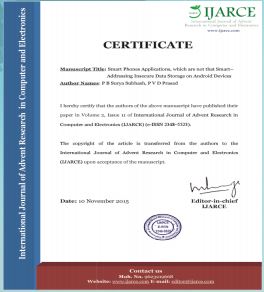 IJARCE
International Journal of Advent
Research in Computer and Electronics
www.ijarce.com
International Journal of Advent Research in Computer and Electronics
CERTIFICATE
Manuscript Title: Smart Phones Applications, which are not that Smart–
Addressing Insecure Data Storage on Android Devices
Author Names: P B Surya Subhash, P V D Prasad
I hereby certify that the authors of the above manuscript have published their
paper in Volume 2, Issue 11 of International Journal of Advent Research in
Computer and Electronics (IJARCE) (e-ISSN 2348-5523).
The copyright of the article is transferred from the authors to the
International Journal of Advent Research in Computer and Electronics
(IJARCE) upon acceptance of the manuscript.
Date: 10 November 2015
Editor-in-chief
IJARCE
Contact us
Website: www.ijarce.com E-mail: editor@ijarce.com